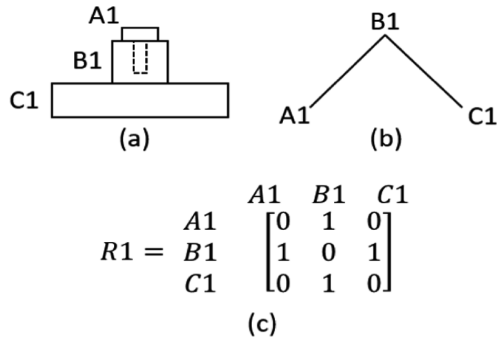 A1
B1
C1
(a)
B1
A1
C1
(b)
A1 B1 C1
A1 [0 1 0]
R1 = B1 [1 0 1]
C1 [0 1 0]
(c)